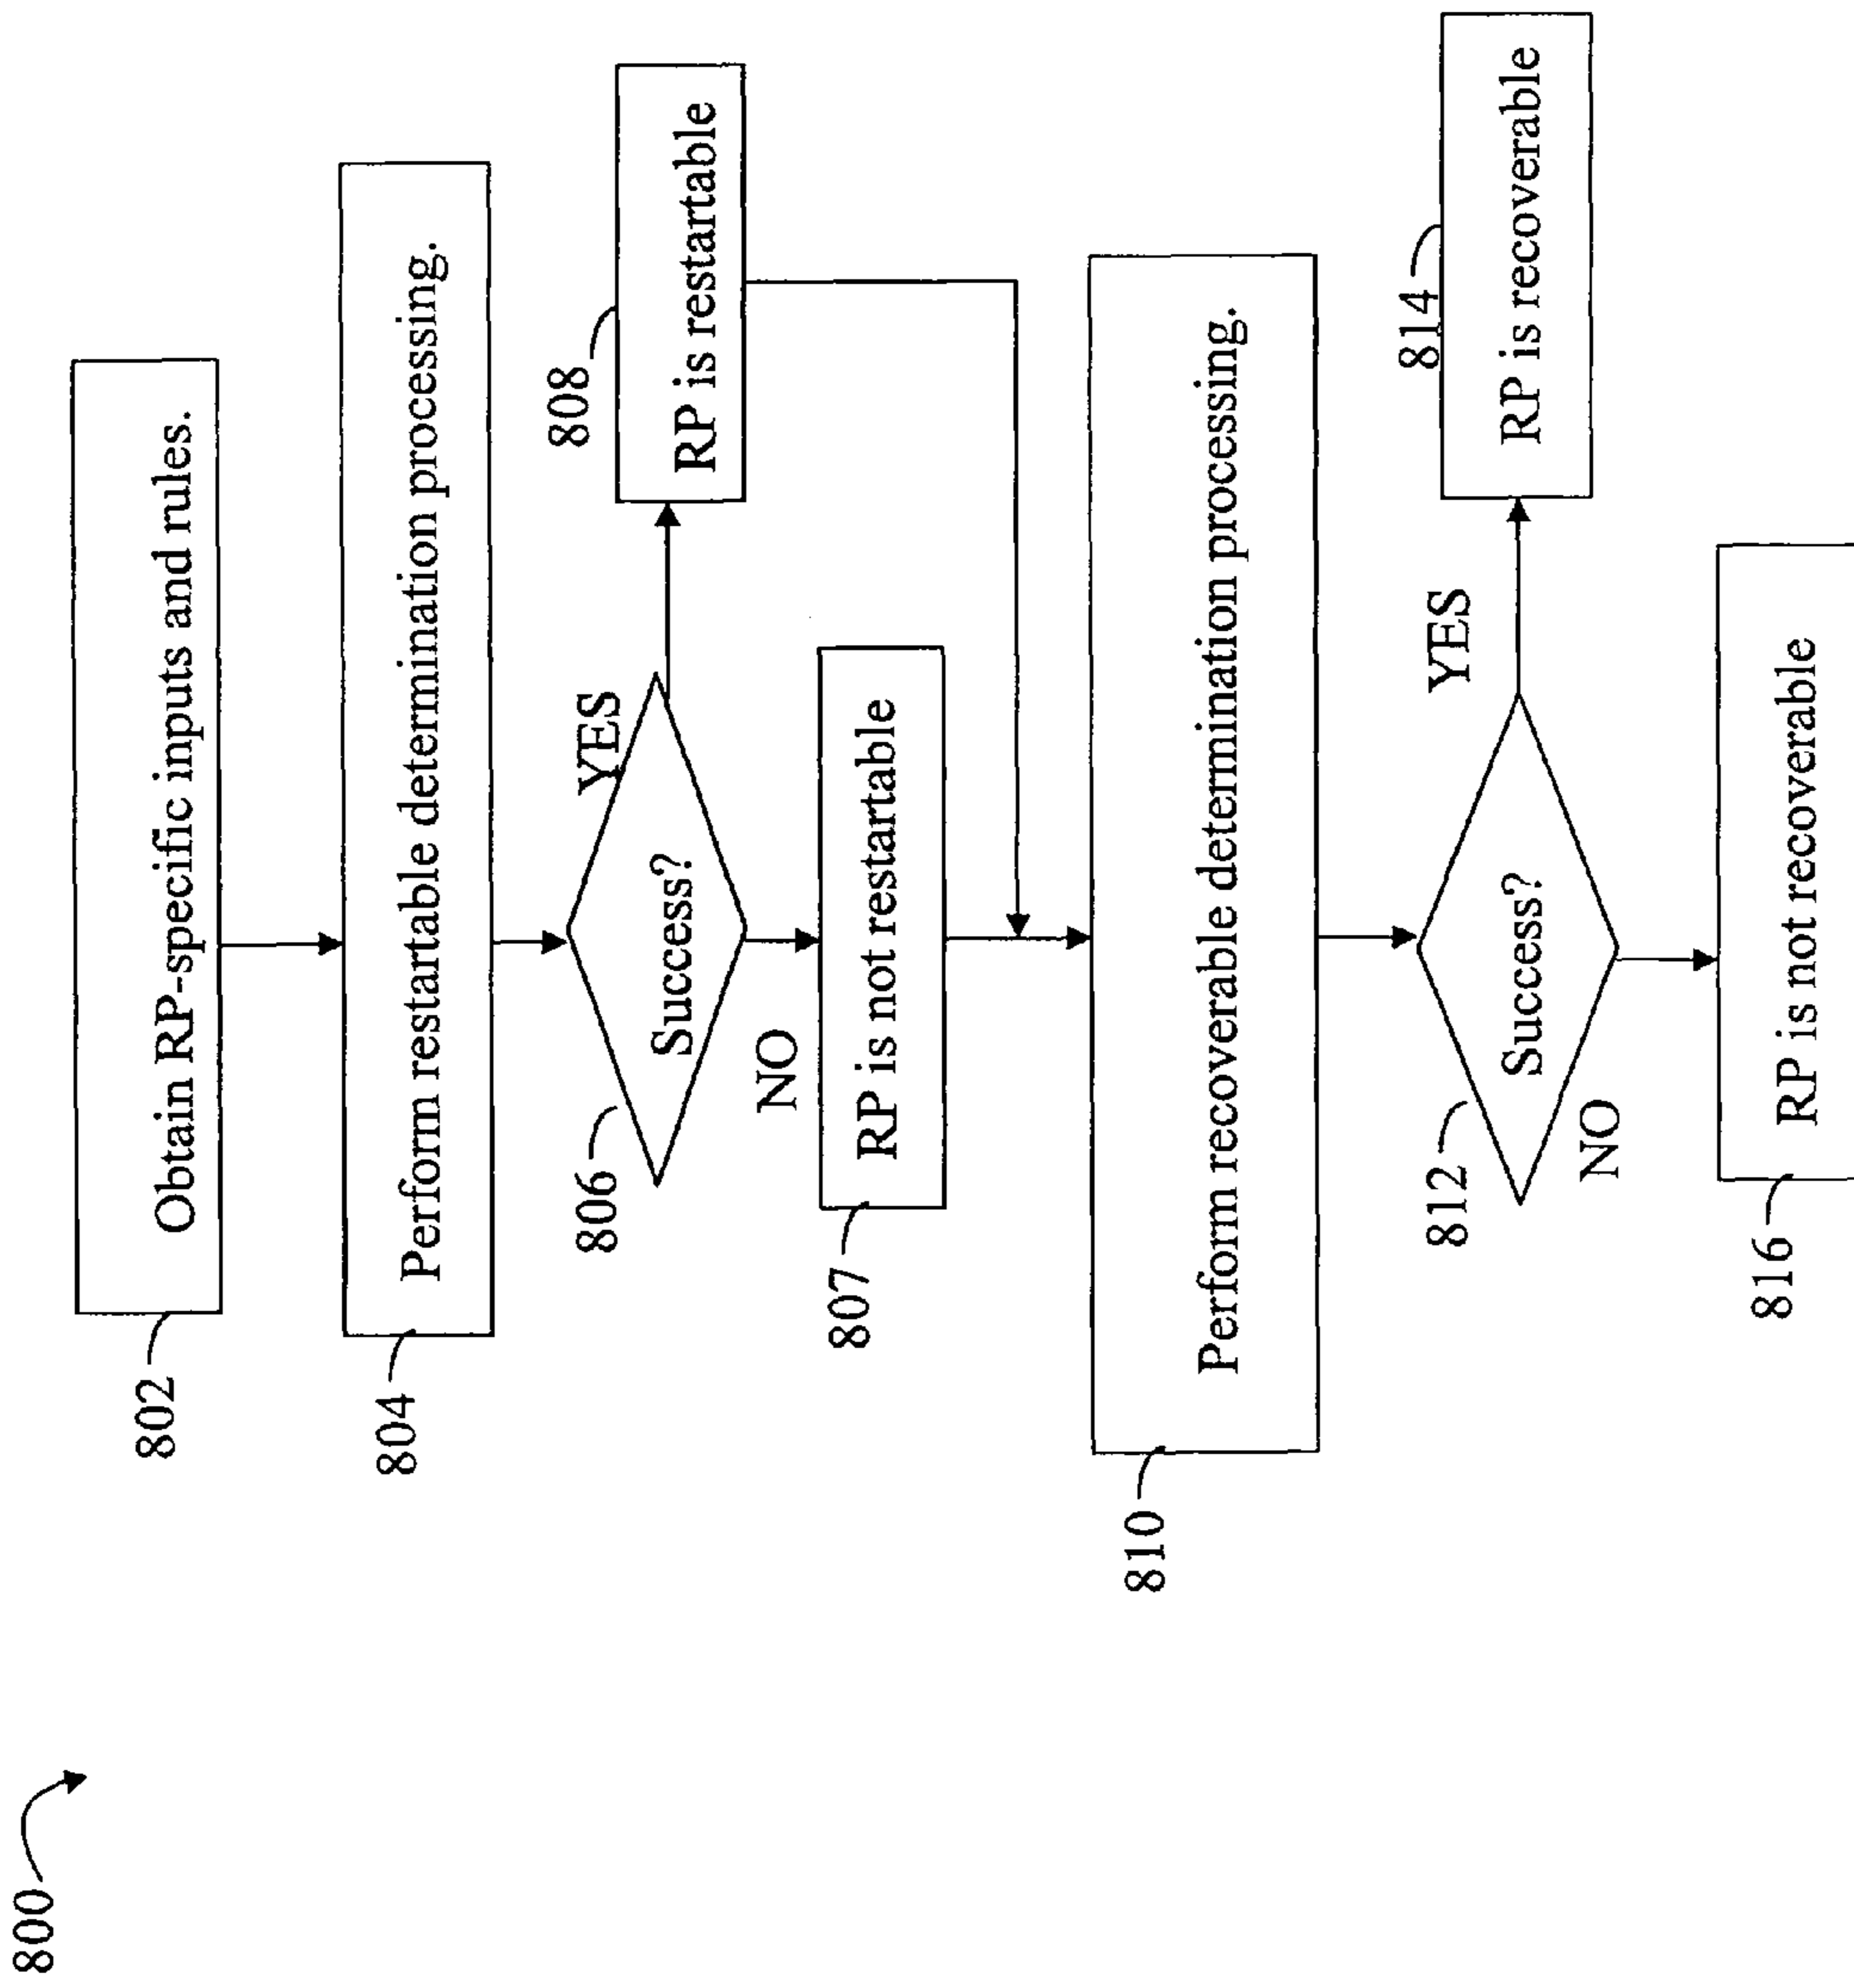 800
802
Obtain RP-specific inputs and rules.
804
Perform restartable determination processing.
806
Success?
YES
808
RP is restartable
NO
807
RP is not restartable
810
Perform recoverable determination processing.
812
Success?
YES
814
RP is recoverable
NO
816
RP is not recoverable